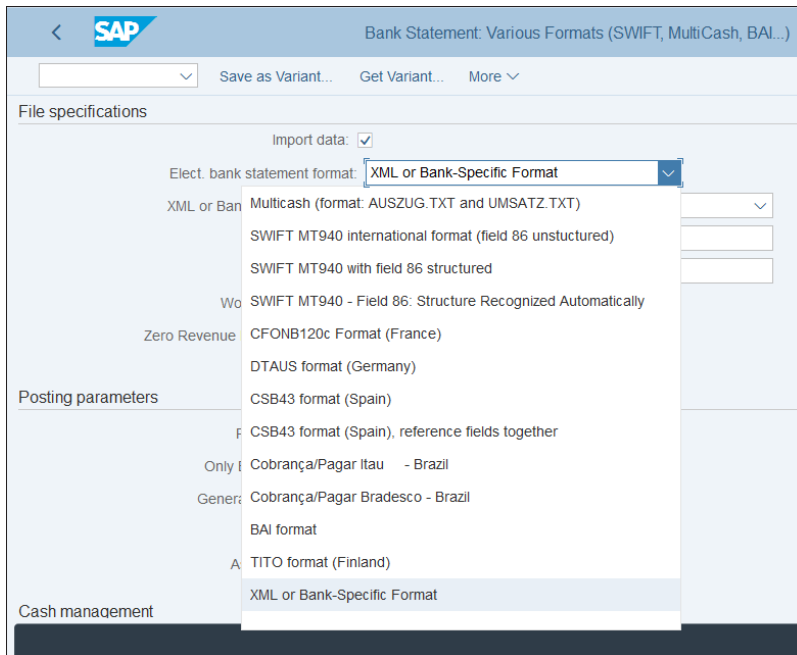 SAP Bank Statement: Various Formats (SWIFT, MultiCash, BAI...)
Save as Variant... Get Variant... More
File specifications
Import data:
Elect. bank statement format: XML or Bank-Specific Format
XML or Ban
Multicash (format: AUSZUG.TXT and UMSATZ.TXT)
SWIFT MT940 international format (field 86 unstuctured)
SWIFT MT940 with field 86 structured
Wo
SWIFT MT940 - Field 86: Structure Recognized Automatically
Zero Revenue
CFONB120c Format (France)
DTAUS format (Germany)
Posting parameters
CSB43 format (Spain)
CSB43 format (Spain), reference fields together
Only
Cobrança/Pagar Itau - Brazil
Genera
Cobrança/Pagar Bradesco - Brazil
BAI format
A
TITO format (Finland)
XML or Bank-Specific Format
Cash management